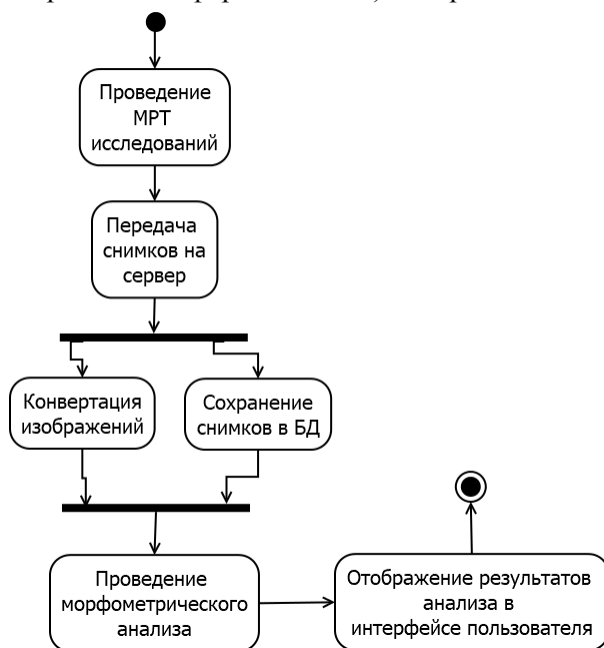 Проведение
МРТ
исследований
Передача
снимков на
сервер
Конвертация
изображений
Сохранение
снимков в БД
Проведение
морфометрического
анализа
Отображение результатов
анализа в
интерфейсе пользователя